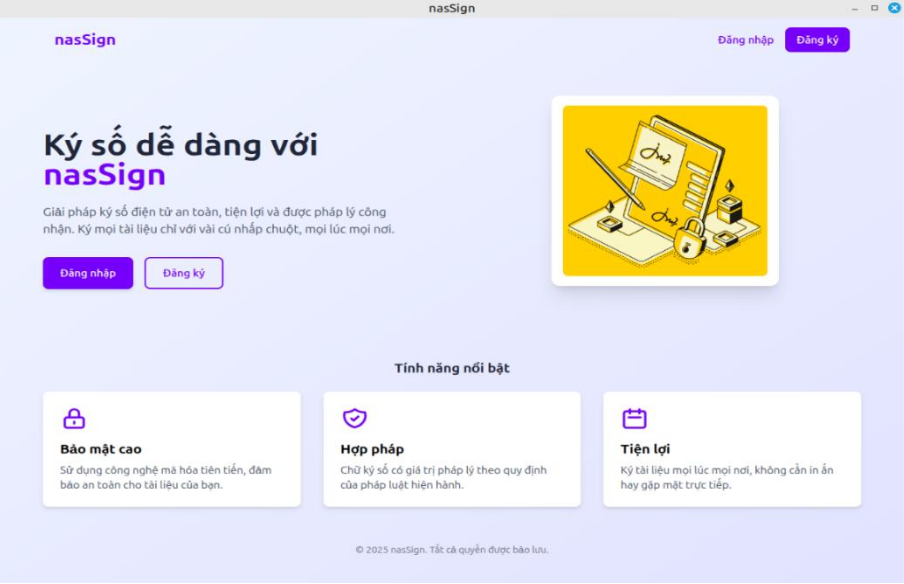 nasSign
nasSign
Đăng nhập
Đăng ký
Ký số dễ dàng với
nasSign
Giải pháp ký số điện tử an toàn, tiện lợi và được pháp lý công
nhận. Ký mọi tài liệu chỉ với vài cú nhấp chuột, mọi lúc mọi nơi.
Đăng nhập
Đăng ký
Tính năng nổi bật
Bảo mật cao
Sử dụng công nghệ mã hóa tiên tiến, đảm
bảo an toàn cho tài liệu của bạn.
Hợp pháp
Chữ ký số có giá trị pháp lý theo quy định
của pháp luật hiện hành.
Tiện lợi
Ký tài liệu mọi lúc mọi nơi, không cần in ấn
hay gặp mặt trực tiếp.
© 2025 nasSign. Tất cả quyền được bảo lưu.